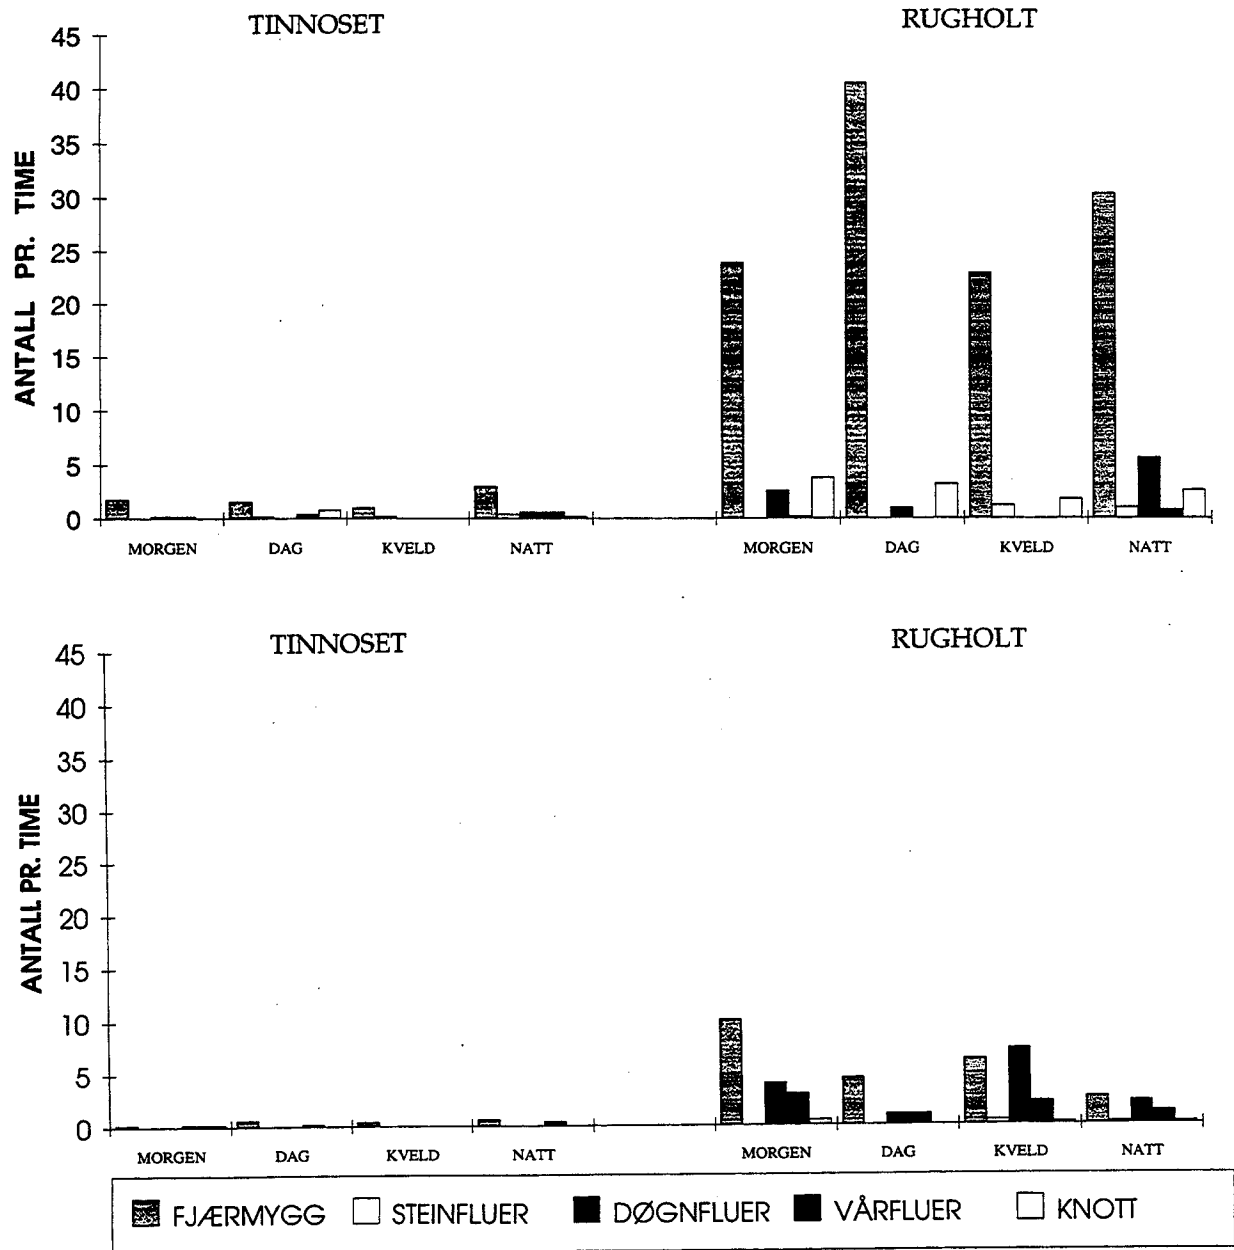 TINNOSET RUGHOLT
45
40
35
30
25
20
15
10
5
0
ANTALL PR. TIME
MORGEN DAG KVELD NATT MORGEN DAG KVELD NATT
TINNOSET RUGHOLT
45
40
35
30
25
20
15
10
5
0
ANTALL PR. TIME
MORGEN DAG KVELD NATT MORGEN DAG KVELD NATT
FJÆRMYGG STEINFLUER DØGNFLUER VÅRFLUER KNOTT